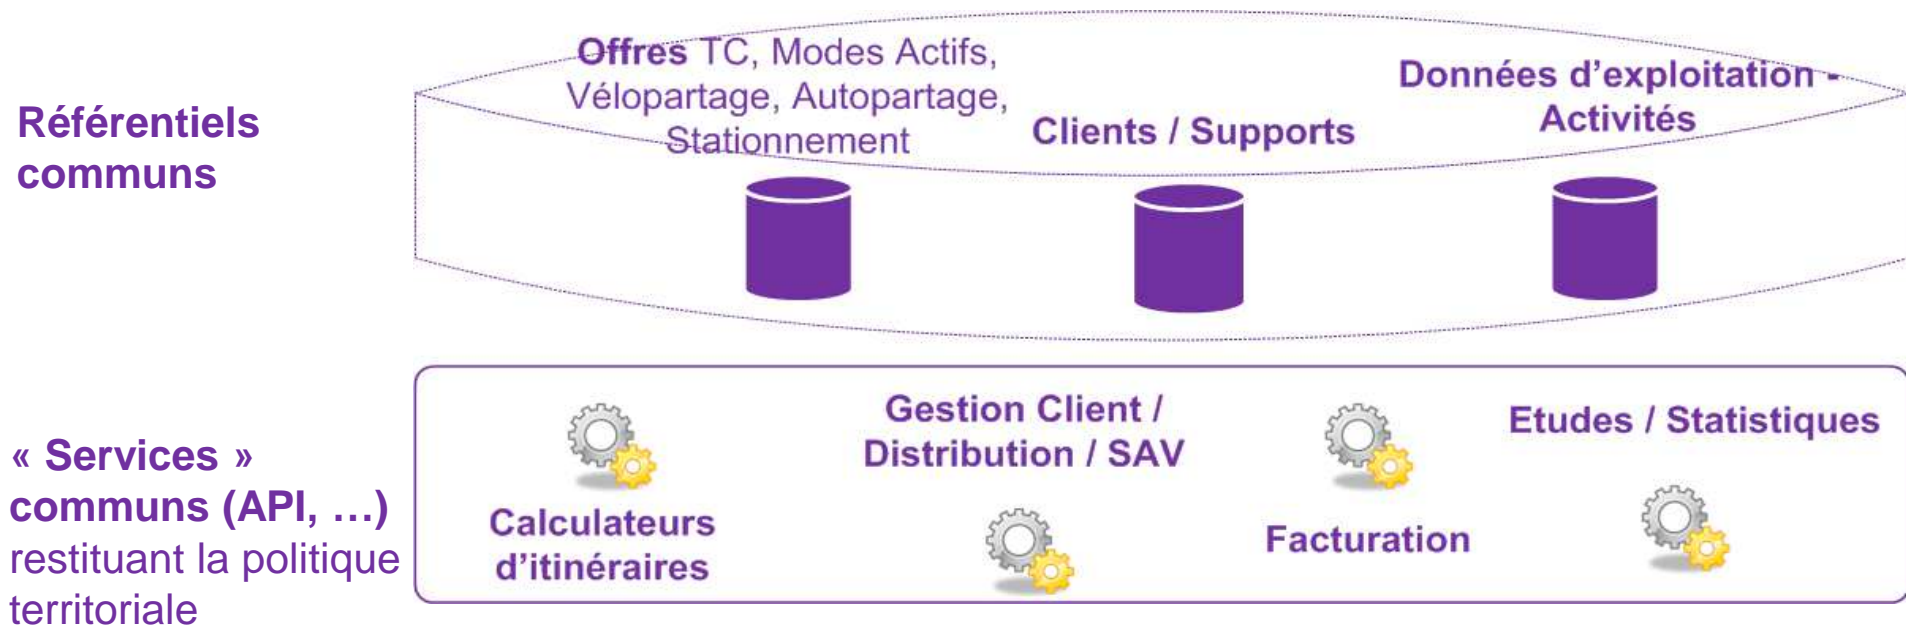 Référentiels
communs
Offres TC, Modes Actifs,
Vélopartage, Autopartage,
Stationnement
Clients / Supports
Données d'exploitation -
Activités
« Services »
communs (API, …)
restituant la politique
territoriale
Calculateurs
d'itinéraires
Gestion Client /
Distribution / SAV
Facturation
Etudes / Statistiques